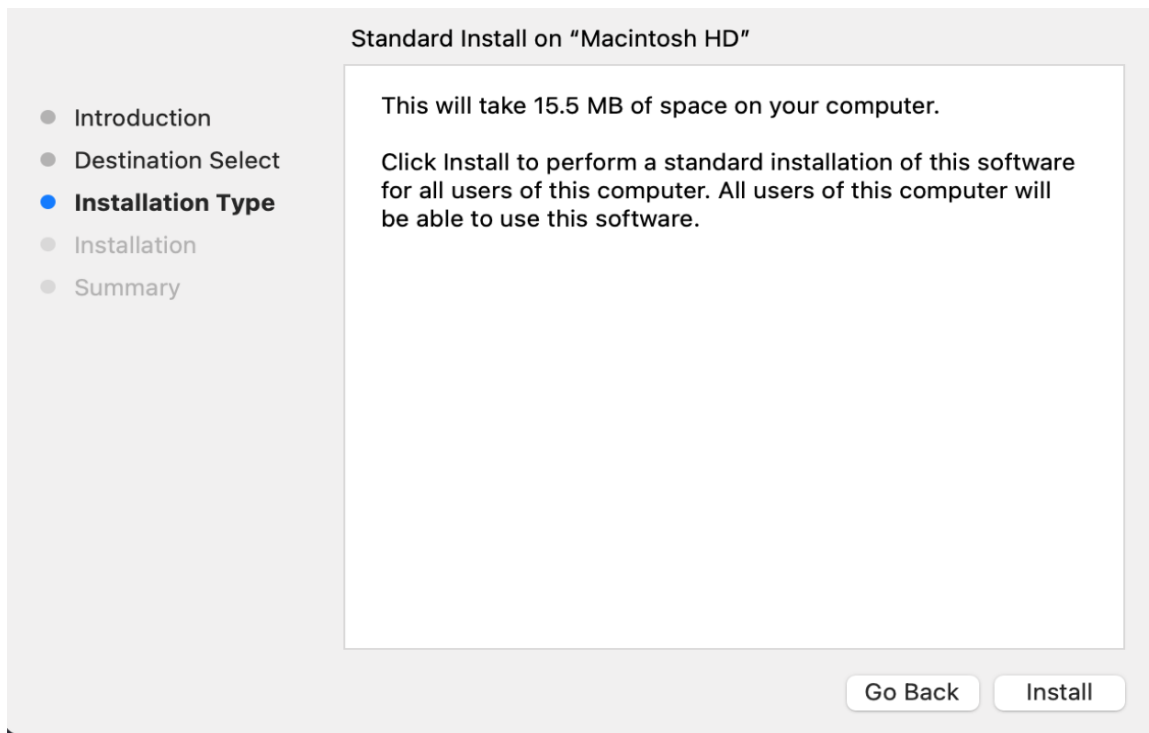 Standard Install on “Macintosh HD”
Introduction
Destination Select
Installation Type
Installation
Summary
This will take 15.5 MB of space on your computer.
Click Install to perform a standard installation of this software
for all users of this computer. All users of this computer will
be able to use this software.
Go Back
Install